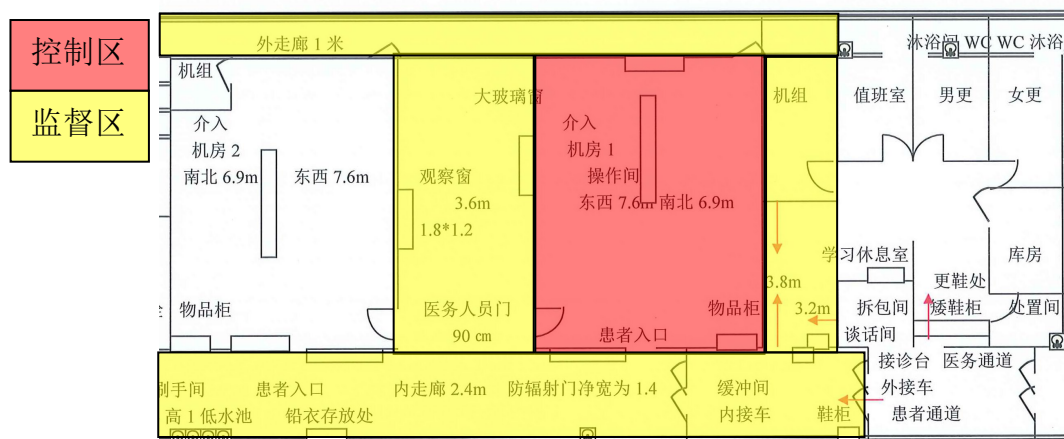 控制区
监督区
外走廊 1 米
沐浴间 WC WC 沐浴
机组
大玻璃窗
机组
值班室
男更
女更
介入
机房 2
南北 6.9m
东西 7.6m
观察窗
3.6m
1.8*1.2
介入
机房 1
操作间
东西 7.6m 南北 6.9m
学习休息室
库房
3.8m
更鞋处
物品柜
医务人员门
90 cm
物品柜
患者入口
3.2m
拆包间
矮鞋柜
处置间
谈话间
接诊台
医务通道
刷手间
患者入口
内走廊 2.4m
防辐射门净宽为 1.4
缓冲间
外接车
高 1 低水池
铅衣存放处
内接车
鞋柜
患者通道